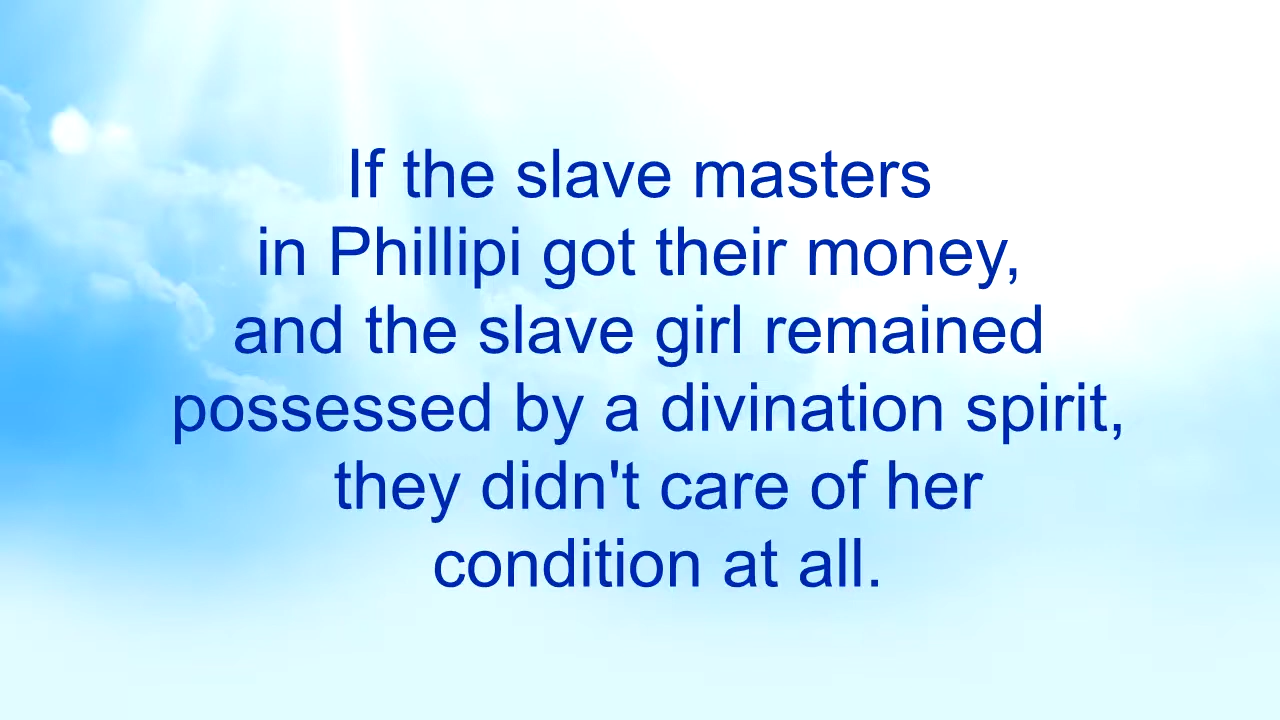 If the slave masters
in Phillipi got their money,
and the slave girl remained
possessed by a divination spirit,
they didn't care of her
condition at all.